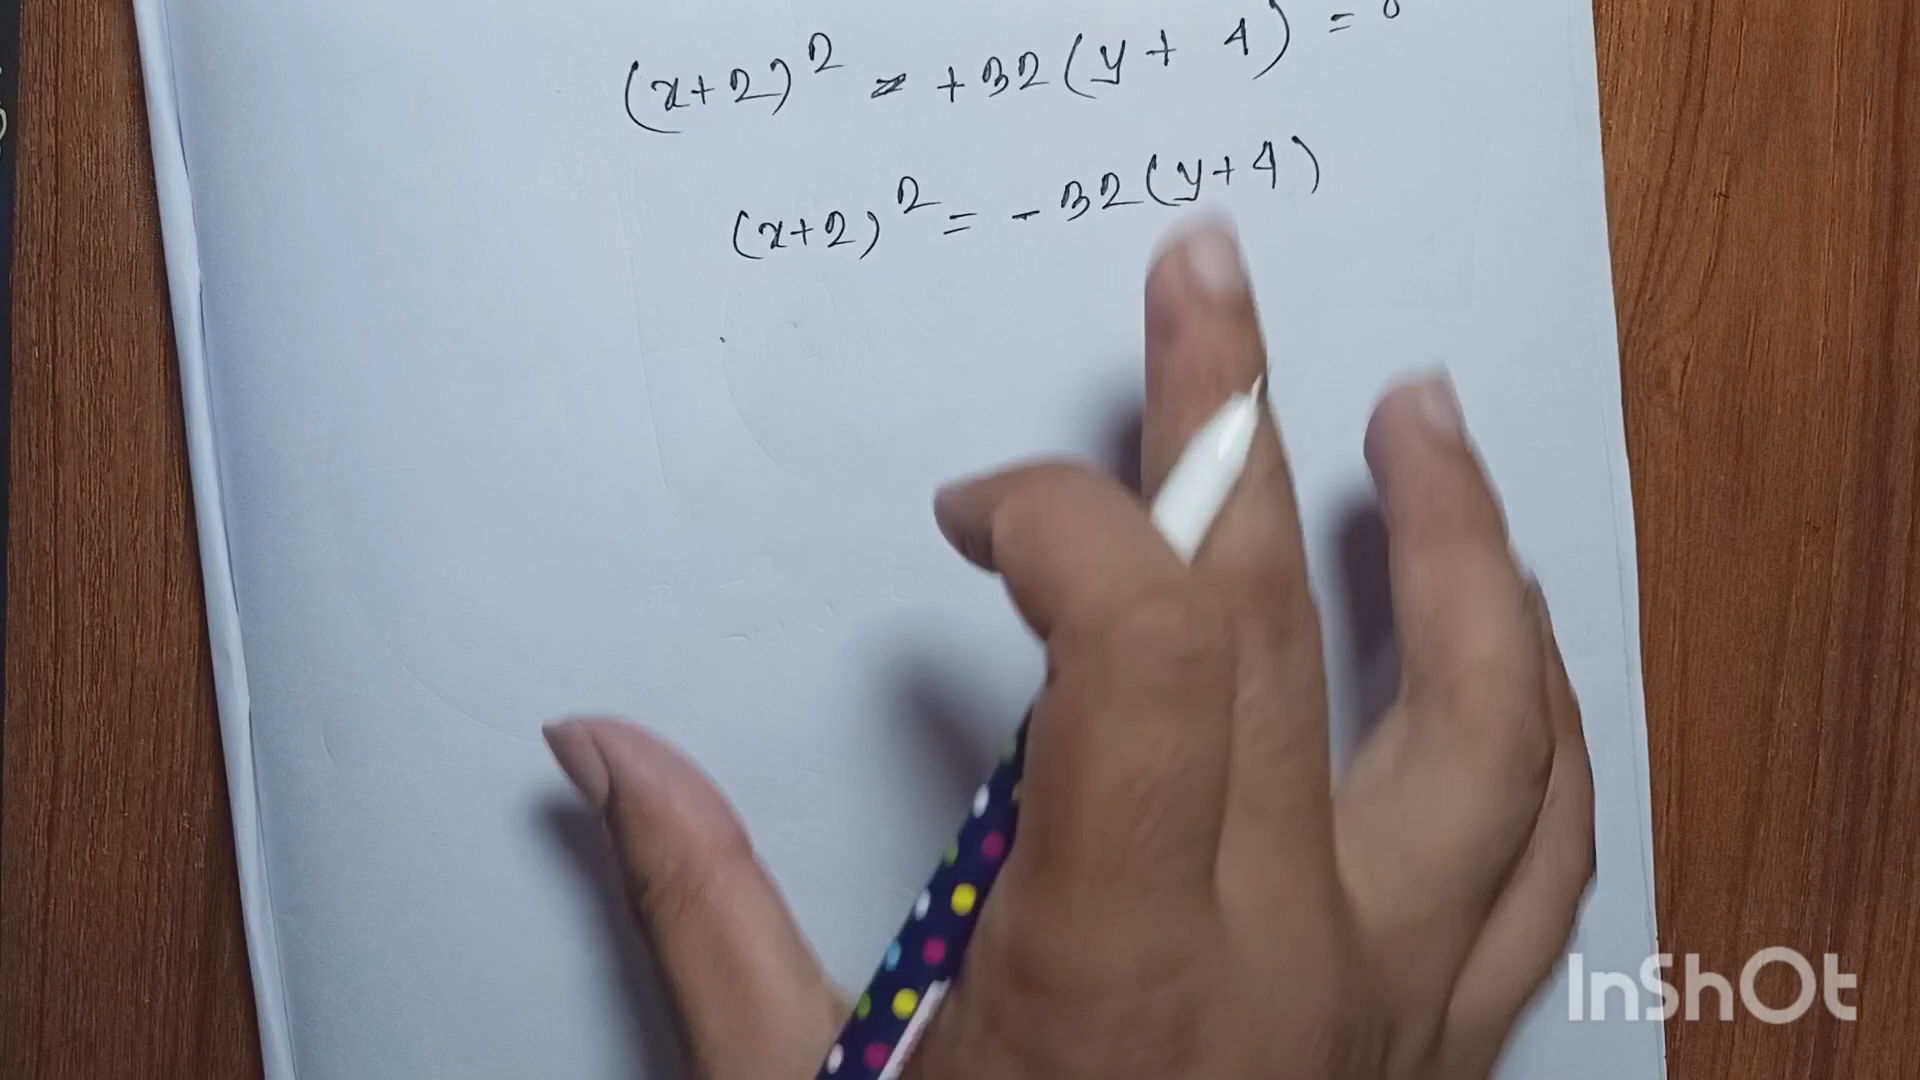 (x+2)² = +32(y+4) = 0
(x+2)² = -32(y+4)
InShOt